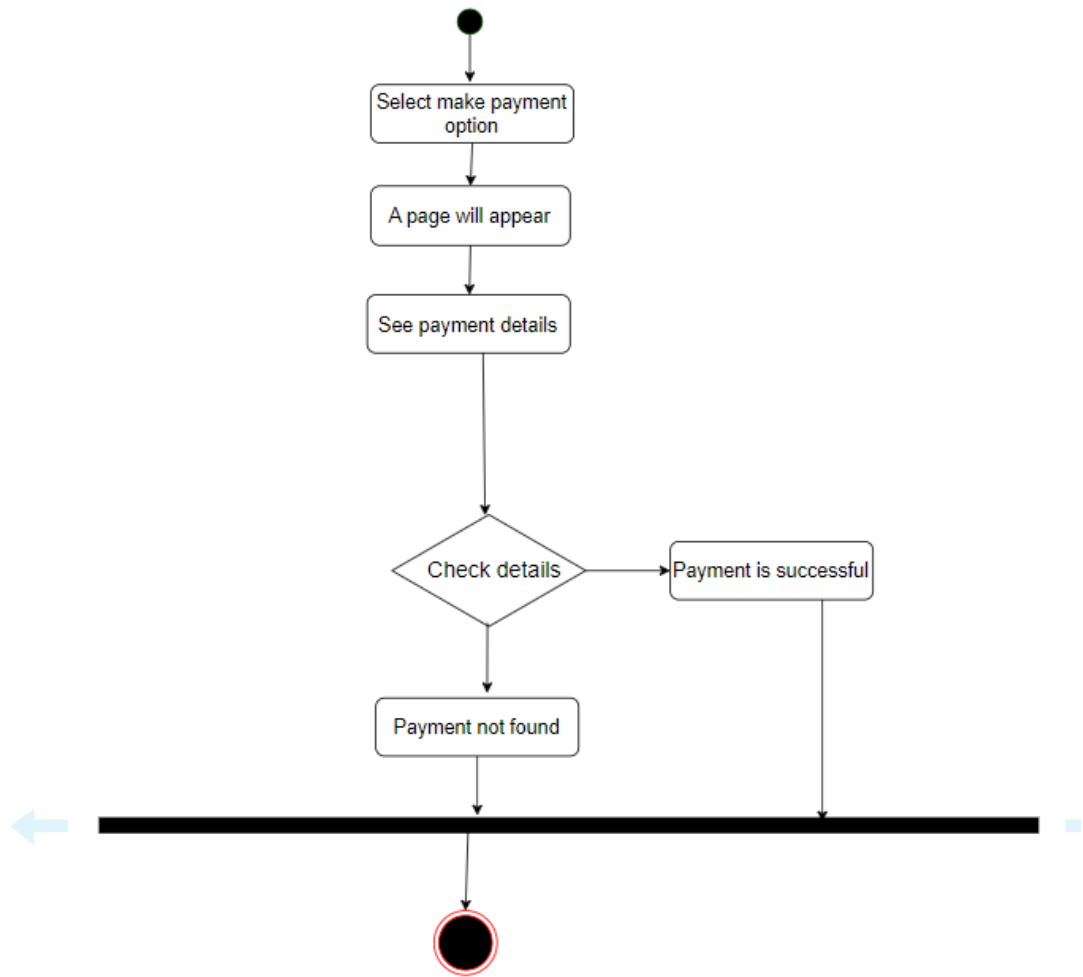 Select make payment
option
A page will appear
See payment details
Check details
Payment is successful
Payment not found